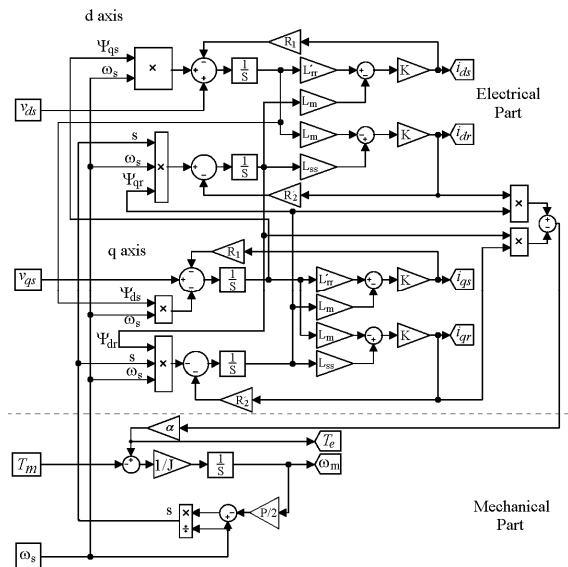 d axis
Ψqs
ωs
×
vds
R1
1/S
L'rr
K
ids
Lm
Electrical
Part
s
ωs
Ψqr
×
1/S
Lm
Lss
K
idr
R2
×
×
q axis
vqs
R1
1/S
L'rr
K
iqs
Lm
Ψds
ωs
×
Ψdr
s
ωs
×
1/S
Lm
Lss
K
iqr
R2
α
Te
Tm
1/J
1/S
ωm
s
×
÷
P/2
Mechanical
Part
ωs